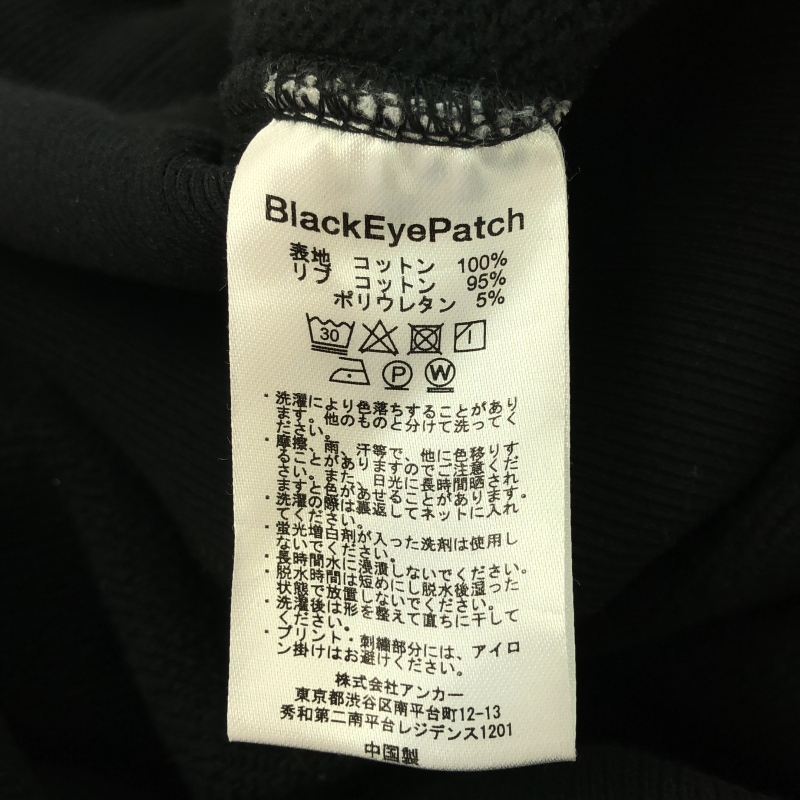 BlackEyePatch
表地 コットン 100%
リブ コットン 95%
ポリウレタン 5%
30
P W
・洗濯により色落ちすることがあり
ます。他のものと分けて洗ってく
ださい。
・摩擦、雨、汗等で、他に色移りす
ることがありますのでご注意くだ
さい。また、日光に長時間晒され
ますと色があせることがあります。
・洗濯の際は裏返してネットに入れ
てください。
・蛍光増白剤が入った洗剤は使用し
ないでください。
・長時間水に浸漬しないでください。
・脱水時間は短めにし脱水後湿った
状態で放置しないでください。
・洗濯後は形を整えて直ちに干して
ください。
・プリント・刺繍部分には、アイロ
ン掛けはお避けください。
株式会社アンカー
東京都渋谷区南平台町12-13
秀和第二南平台レジデンス1201
中国製